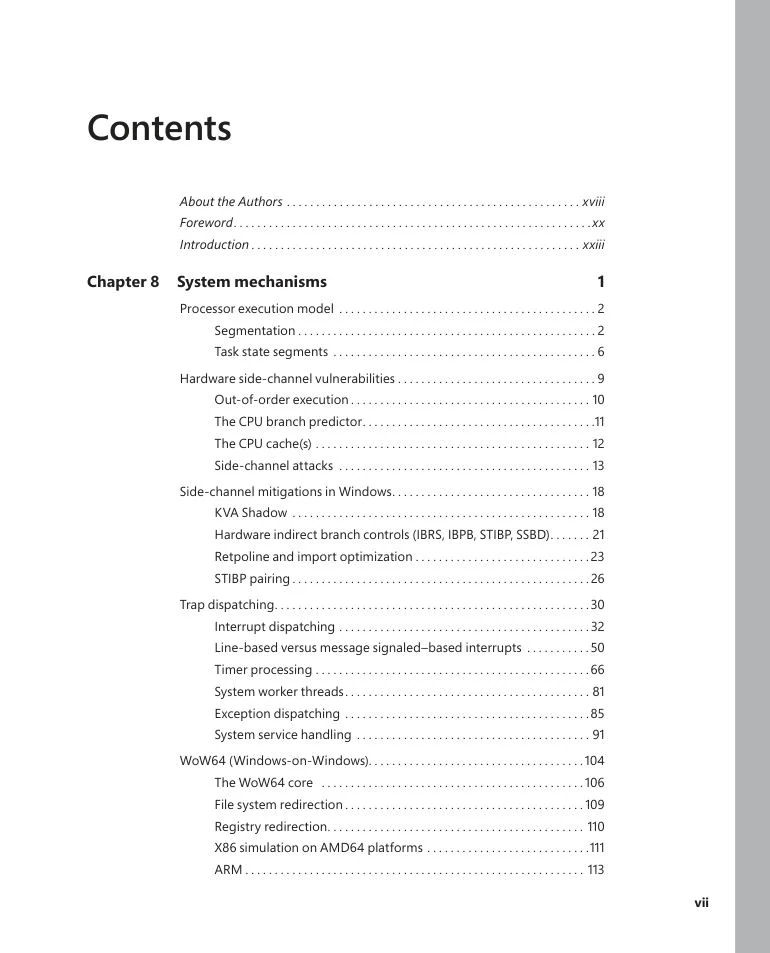 Contents
About the Authors . . . . . . . . . . . . . . . . . . . . . . . . . . . . . . . . . . . . . . . . . . . . . . . . . . xviii
Foreword. . . . . . . . . . . . . . . . . . . . . . . . . . . . . . . . . . . . . . . . . . . . . . . . . . . . . . . . . . . . .xx
Introduction . . . . . . . . . . . . . . . . . . . . . . . . . . . . . . . . . . . . . . . . . . . . . . . . . . . . . . . . xxiii
Chapter 8 System mechanisms 1
Processor execution model . . . . . . . . . . . . . . . . . . . . . . . . . . . . . . . . . . . . . . . . . . . . 2
Segmentation . . . . . . . . . . . . . . . . . . . . . . . . . . . . . . . . . . . . . . . . . . . . . . . . . . . 2
Task state segments . . . . . . . . . . . . . . . . . . . . . . . . . . . . . . . . . . . . . . . . . . . . . 6
Hardware side-channel vulnerabilities . . . . . . . . . . . . . . . . . . . . . . . . . . . . . . . . . . 9
Out-of-order execution . . . . . . . . . . . . . . . . . . . . . . . . . . . . . . . . . . . . . . . . . 10
The CPU branch predictor. . . . . . . . . . . . . . . . . . . . . . . . . . . . . . . . . . . . . . . .11
The CPU cache(s) . . . . . . . . . . . . . . . . . . . . . . . . . . . . . . . . . . . . . . . . . . . . . . . 12
Side-channel attacks . . . . . . . . . . . . . . . . . . . . . . . . . . . . . . . . . . . . . . . . . . . 13
Side-channel mitigations in Windows. . . . . . . . . . . . . . . . . . . . . . . . . . . . . . . . . . 18
KVA Shadow . . . . . . . . . . . . . . . . . . . . . . . . . . . . . . . . . . . . . . . . . . . . . . . . . . . 18
Hardware indirect branch controls (IBRS, IBPB, STIBP, SSBD). . . . . . . 21
Retpoline and import optimization . . . . . . . . . . . . . . . . . . . . . . . . . . . . . . 23
STIBP pairing . . . . . . . . . . . . . . . . . . . . . . . . . . . . . . . . . . . . . . . . . . . . . . . . . . . 26
Trap dispatching. . . . . . . . . . . . . . . . . . . . . . . . . . . . . . . . . . . . . . . . . . . . . . . . . . . . . . 30
Interrupt dispatching . . . . . . . . . . . . . . . . . . . . . . . . . . . . . . . . . . . . . . . . . . . 32
Line-based versus message signaled–based interrupts . . . . . . . . . . . 50
Timer processing . . . . . . . . . . . . . . . . . . . . . . . . . . . . . . . . . . . . . . . . . . . . . . . 66
System worker threads. . . . . . . . . . . . . . . . . . . . . . . . . . . . . . . . . . . . . . . . . . 81
Exception dispatching . . . . . . . . . . . . . . . . . . . . . . . . . . . . . . . . . . . . . . . . . . 85
System service handling . . . . . . . . . . . . . . . . . . . . . . . . . . . . . . . . . . . . . . . . 91
WoW64 (Windows-on-Windows). . . . . . . . . . . . . . . . . . . . . . . . . . . . . . . . . . . . . 104
The WoW64 core . . . . . . . . . . . . . . . . . . . . . . . . . . . . . . . . . . . . . . . . . . . . . 106
File system redirection . . . . . . . . . . . . . . . . . . . . . . . . . . . . . . . . . . . . . . . . . 109
Registry redirection. . . . . . . . . . . . . . . . . . . . . . . . . . . . . . . . . . . . . . . . . . . . 110
X86 simulation on AMD64 platforms . . . . . . . . . . . . . . . . . . . . . . . . . . . .111
ARM . . . . . . . . . . . . . . . . . . . . . . . . . . . . . . . . . . . . . . . . . . . . . . . . . . . . . . . . . . 113
vii